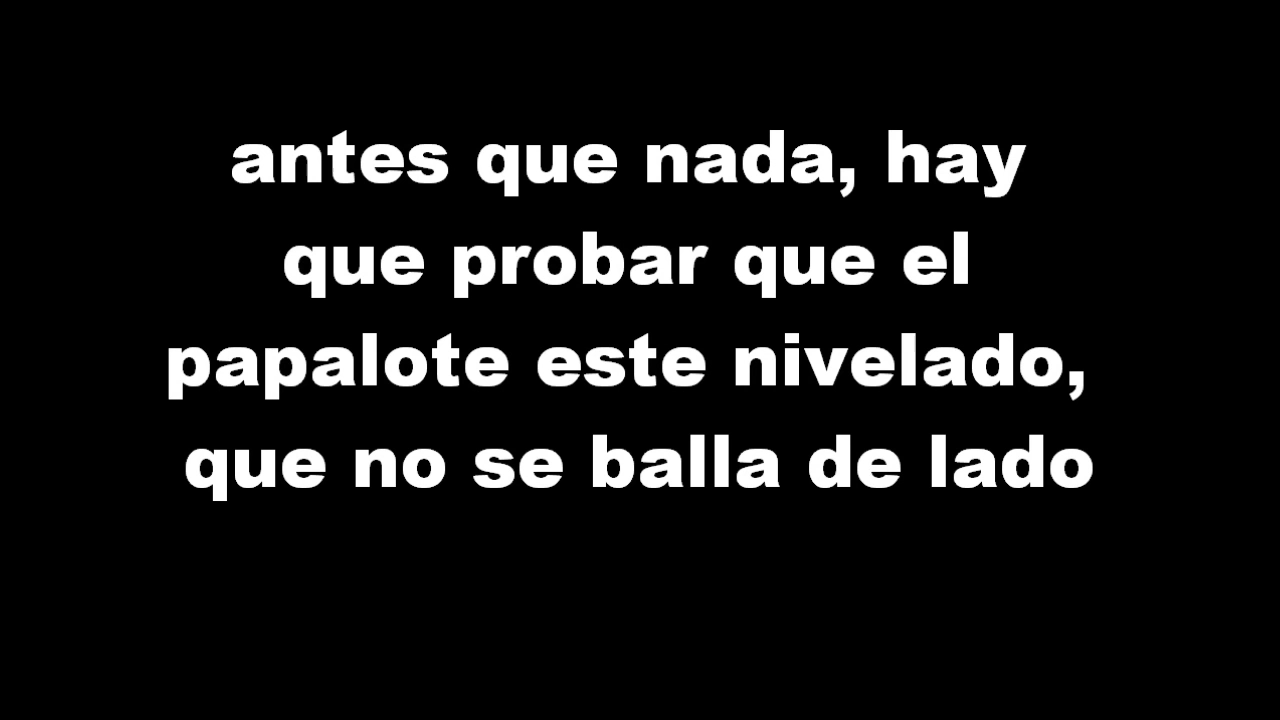 antes que nada, hay
que probar que el
papalote este nivelado,
que no se balla de lado